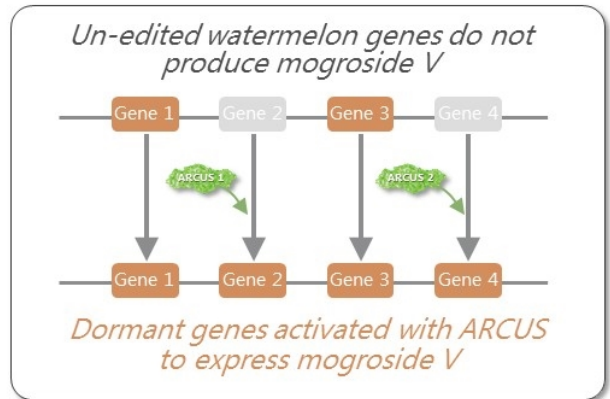 Un-edited watermelon genes do not
produce mogroside V
Gene 1 Gene 2 Gene 3 Gene 4
ARCUS 1 ARCUS 2
Gene 1 Gene 2 Gene 3 Gene 4
Dormant genes activated with ARCUS
to express mogroside V